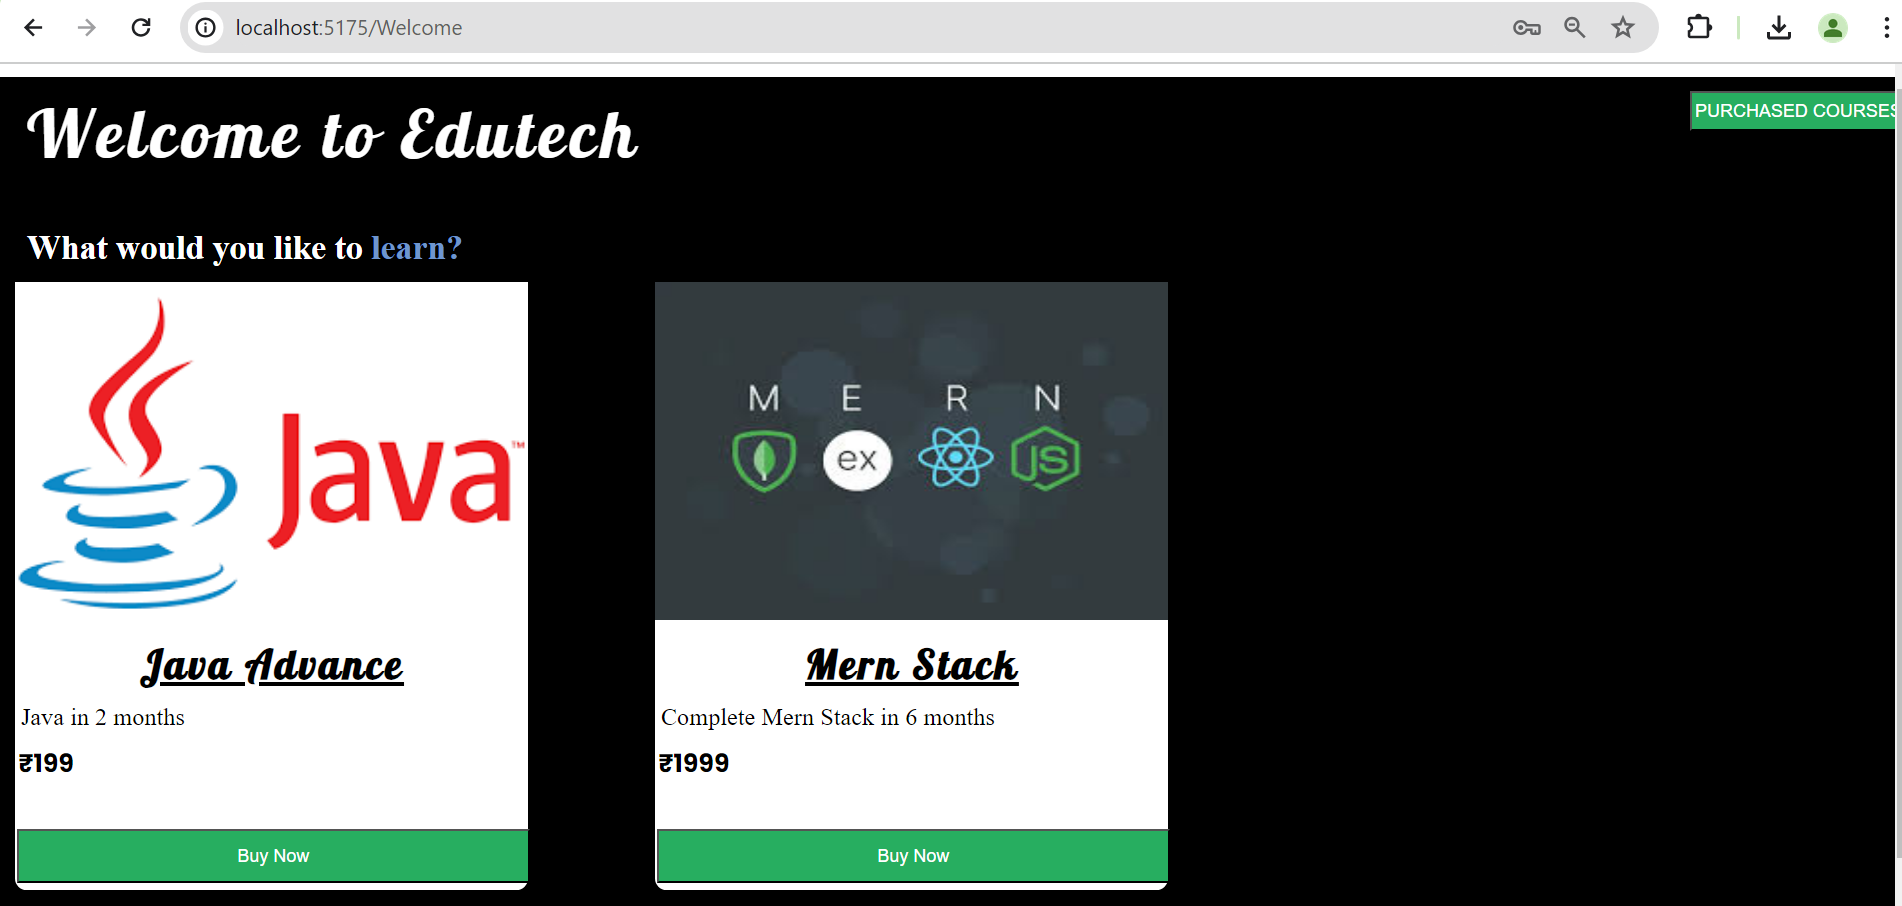 localhost:5175/Welcome
Welcome to Edutech
PURCHASED COURSES
What would you like to learn?
Java™
M E R N
ex
JS
Java Advance
Mern Stack
Java in 2 months
Complete Mern Stack in 6 months
₹199
₹1999
Buy Now
Buy Now